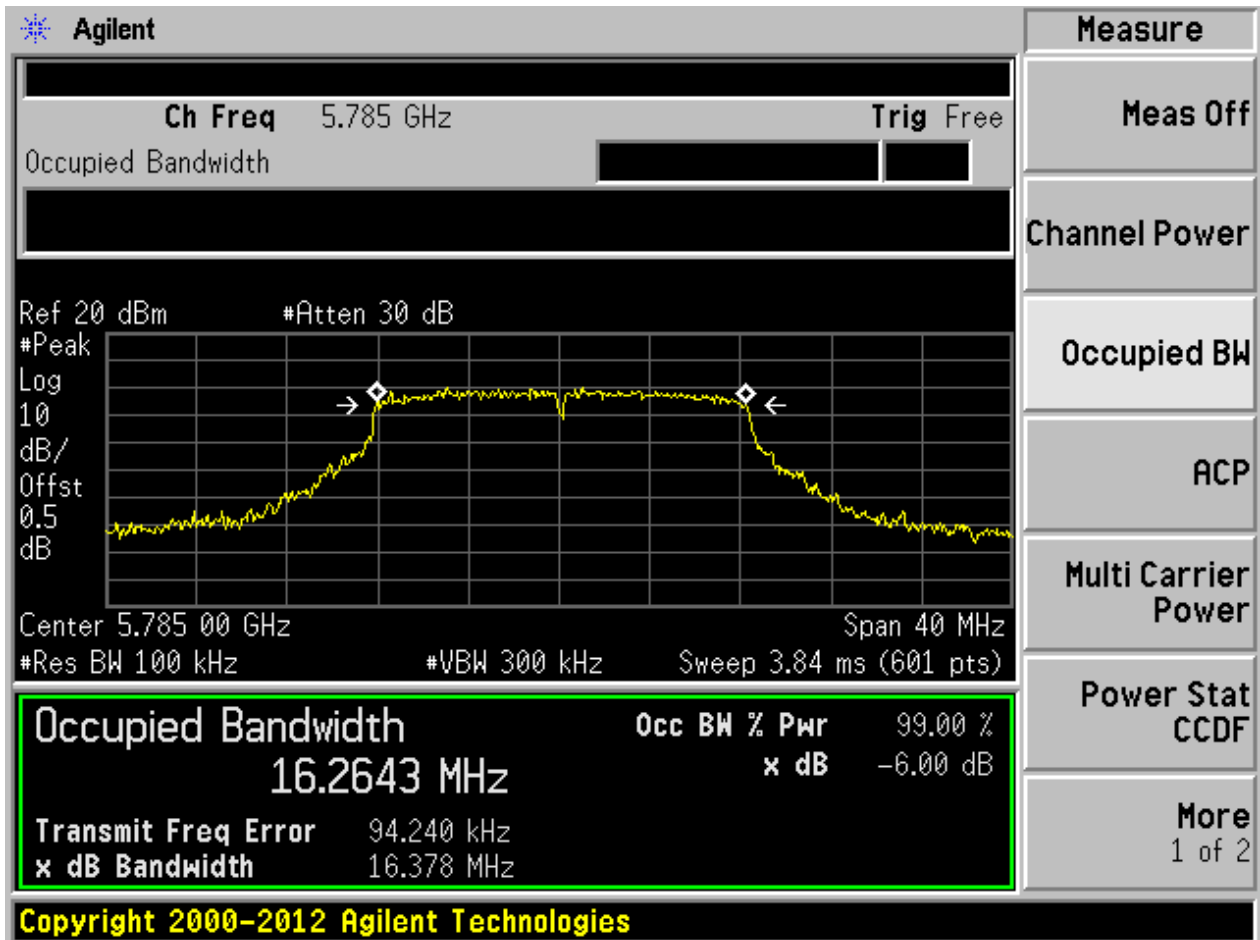 Agilent
Measure
Ch Freq 5.785 GHz Trig Free
Occupied Bandwidth
Meas Off
Channel Power
Occupied BW
ACP
Multi Carrier
Power
Power Stat
CCDF
More
1 of 2
Ref 20 dBm #Atten 30 dB
#Peak
Log
10
dB/
Offst
0.5
dB
Center 5.785 00 GHz Span 40 MHz
#Res BW 100 kHz #VBW 300 kHz Sweep 3.84 ms (601 pts)
Occupied Bandwidth Occ BW % Pwr 99.00 %
16.2643 MHz x dB -6.00 dB
Transmit Freq Error 94.240 kHz
x dB Bandwidth 16.378 MHz
Copyright 2000-2012 Agilent Technologies